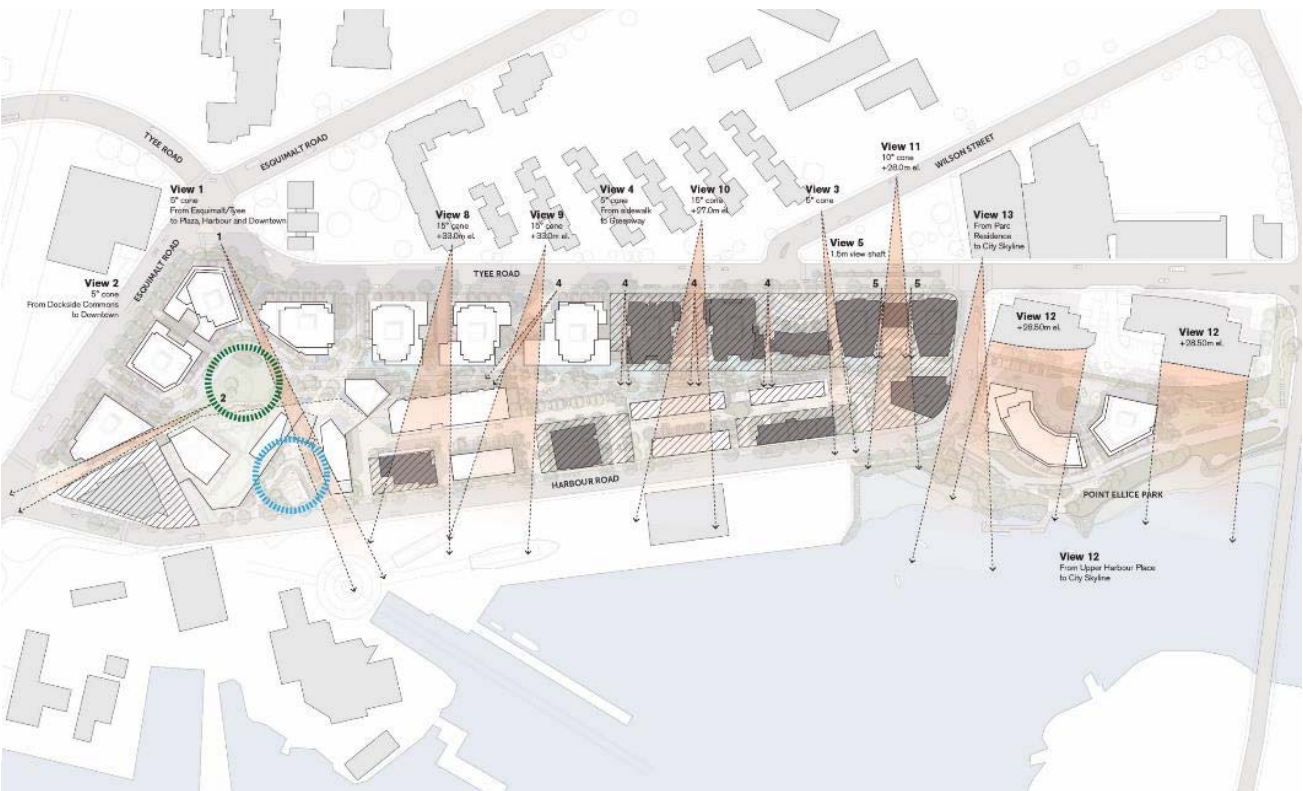 TYEE ROAD
ESQUIMALT ROAD
View 1
5° cone
From Esquimalt/Tyee
to Plaza, Harbour and Downtown
1
ESQUIMALT ROAD
View 2
5° cone
From Dockside Commons
to Downtown
2
View 8
15° cone
+33.0m el.
View 9
15° cone
+33.0m el.
View 4
5° cone
From sidewalk
to Greenway
View 10
15° cone
+27.0m el.
View 3
5° cone
View 11
10° cone
+28.0m el.
WILSON STREET
View 5
1.5m view shaft
View 13
From Parc
Residence
to City Skyline
TYEE ROAD
4
4
4
4
5
5
View 12
+28.50m el.
View 12
+28.50m el.
HARBOUR ROAD
POINT ELLICE PARK
View 12
From Upper Harbour Place
to City Skyline